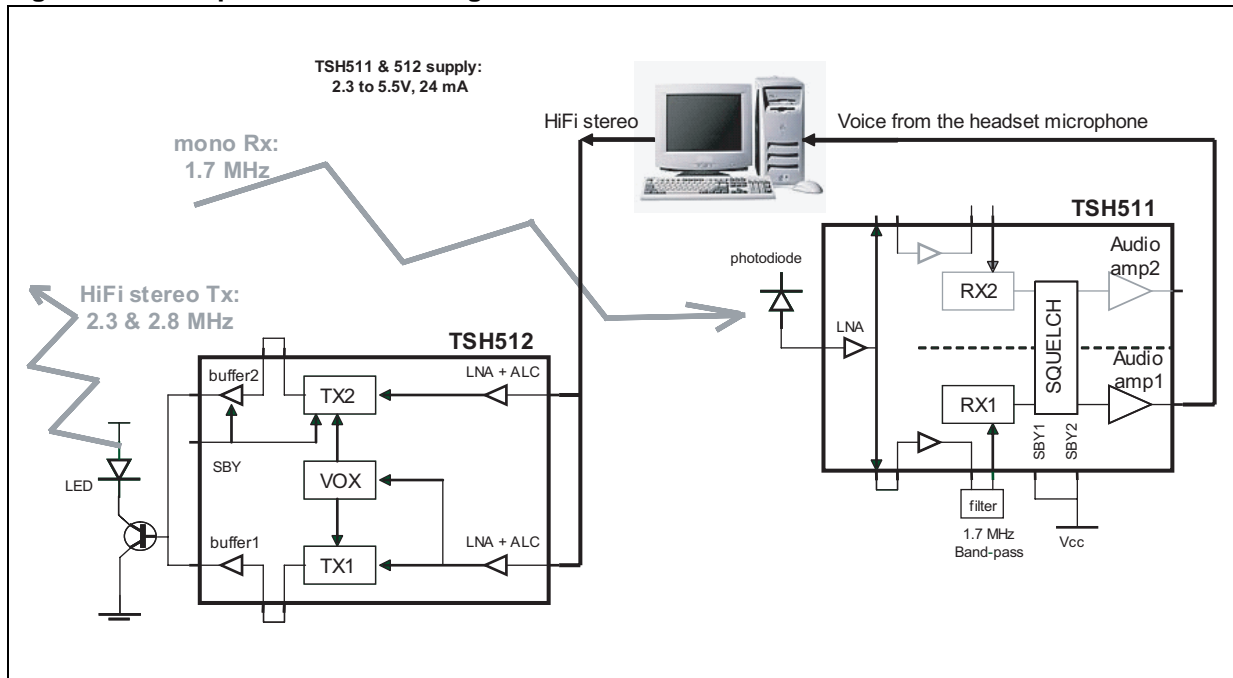 TSH511 & 512 supply:
2.3 to 5.5V, 24 mA
HiFi stereo
Voice from the headset microphone
mono Rx:
1.7 MHz
HiFi stereo Tx:
2.3 & 2.8 MHz
TSH512
buffer2
TX2
LNA + ALC
SBY
VOX
LED
buffer1
TX1
LNA + ALC
TSH511
photodiode
LNA
RX2
Audio
amp2
SQUELCH
Audio
amp1
RX1
SBY1
SBY2
filter
1.7 MHz
Band-pass
Vcc